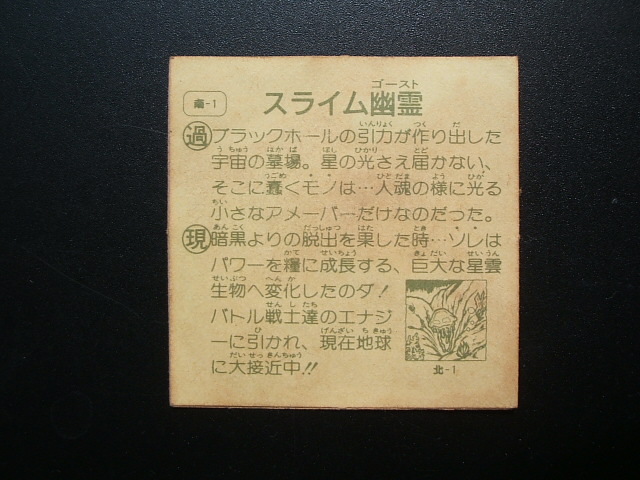 南-1
スライム幽霊
ゴースト
過 ブラックホールの引力が作り出した
宇宙の墓場。星の光さえ届かない、
そこに蠢くモノは…人魂の様に光る
小さなアメーバーだけなのだった。
現 暗黒よりの脱出を果した時…ソレは
パワーを糧に成長する、巨大な星雲
生物へ変化したのダ!
バトル戦士達のエナジ
ーに引かれ、現在地球
に大接近中!!
北-1